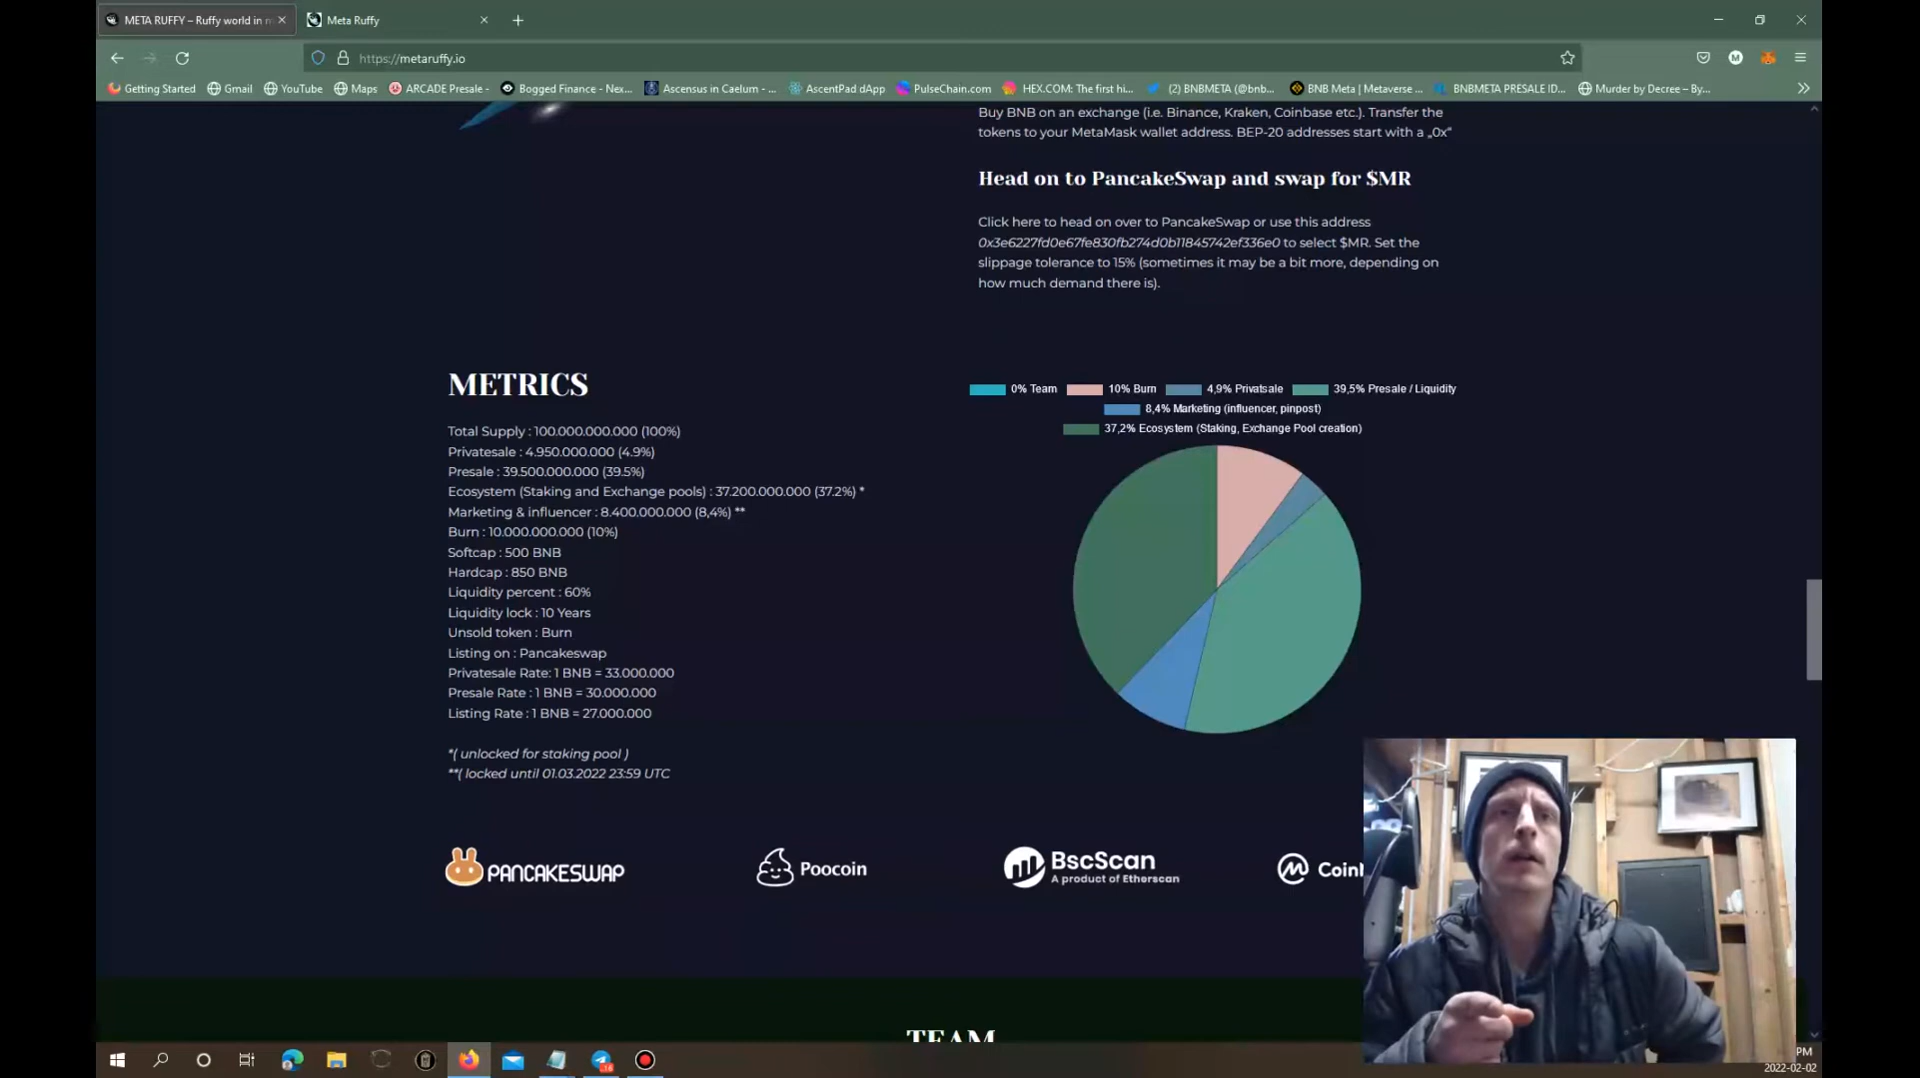 META RUFFY – Ruffy world in m
Meta Ruffy
https://metaruffy.io
Getting Started
Gmail
YouTube
Maps
ARCADE Presale -
Bogged Finance - Nex...
Ascensus in Caelum - ...
AscentPad dApp
PulseChain.com
HEX.COM: The first hi...
(2) BNBMETA (@bnb...
BNB Meta | Metaverse ...
BNBMETA PRESALE ID...
Murder by Decree – By...
Buy BNB on an exchange (i.e. Binance, Kraken, Coinbase etc.). Transfer the
tokens to your MetaMask wallet address. BEP-20 addresses start with a „0x“
Head on to PancakeSwap and swap for $MR
Click here to head on over to PancakeSwap or use this address
0x3e6227fd0e67fe830fb274d0b11845742ef336e0 to select $MR. Set the
slippage tolerance to 15% (sometimes it may be a bit more, depending on
how much demand there is).
METRICS
Total Supply : 100.000.000.000 (100%)
Privatesale : 4.950.000.000 (4.9%)
Presale : 39.500.000.000 (39.5%)
Ecosystem (Staking and Exchange pools) : 37.200.000.000 (37.2%) *
Marketing & influencer : 8.400.000.000 (8,4%) **
Burn : 10.000.000.000 (10%)
Softcap : 500 BNB
Hardcap : 850 BNB
Liquidity percent : 60%
Liquidity lock : 10 Years
Unsold token : Burn
Listing on : Pancakeswap
Privatesale Rate: 1 BNB = 33.000.000
Presale Rate : 1 BNB = 30.000.000
Listing Rate : 1 BNB = 27.000.000
*( unlocked for staking pool )
**( locked until 01.03.2022 23:59 UTC
0% Team
10% Burn
4,9% Privatsale
39,5% Presale / Liquidity
8,4% Marketing (influencer, pinpost)
37,2% Ecosystem (Staking, Exchange Pool creation)
PANCAKESWAP
Poocoin
BscScan
A product of Etherscan
Coin
TEAM
PM
2022-02-02